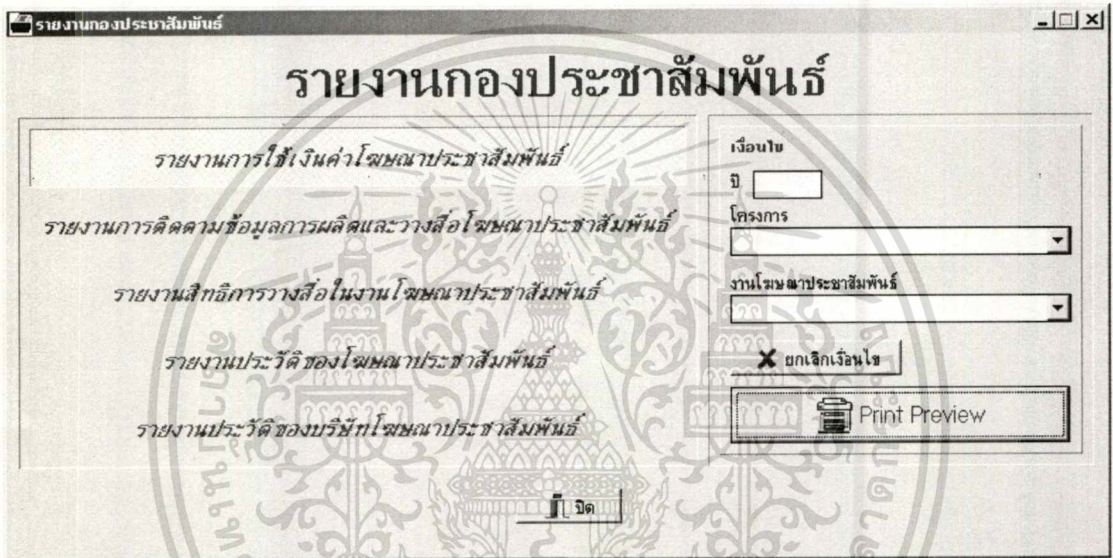 รายงานกองประชาสัมพันธ์
รายงานกองประชาสัมพันธ์
รายงานการใช้เงินค่าโฆษณาประชาสัมพันธ์
รายงานการติดตามข้อมูลการผลิตและวางสื่อโฆษณาประชาสัมพันธ์
รายงานสิทธิการวางสื่อในงานโฆษณาประชาสัมพันธ์
รายงานประวัติของโฆษณาประชาสัมพันธ์
รายงานประวัติของบริษัทโฆษณาประชาสัมพันธ์
เงื่อนไข
ปี
โครงการ
งานโฆษณาประชาสัมพันธ์
ยกเลิกเงื่อนไข
Print Preview
ปิด